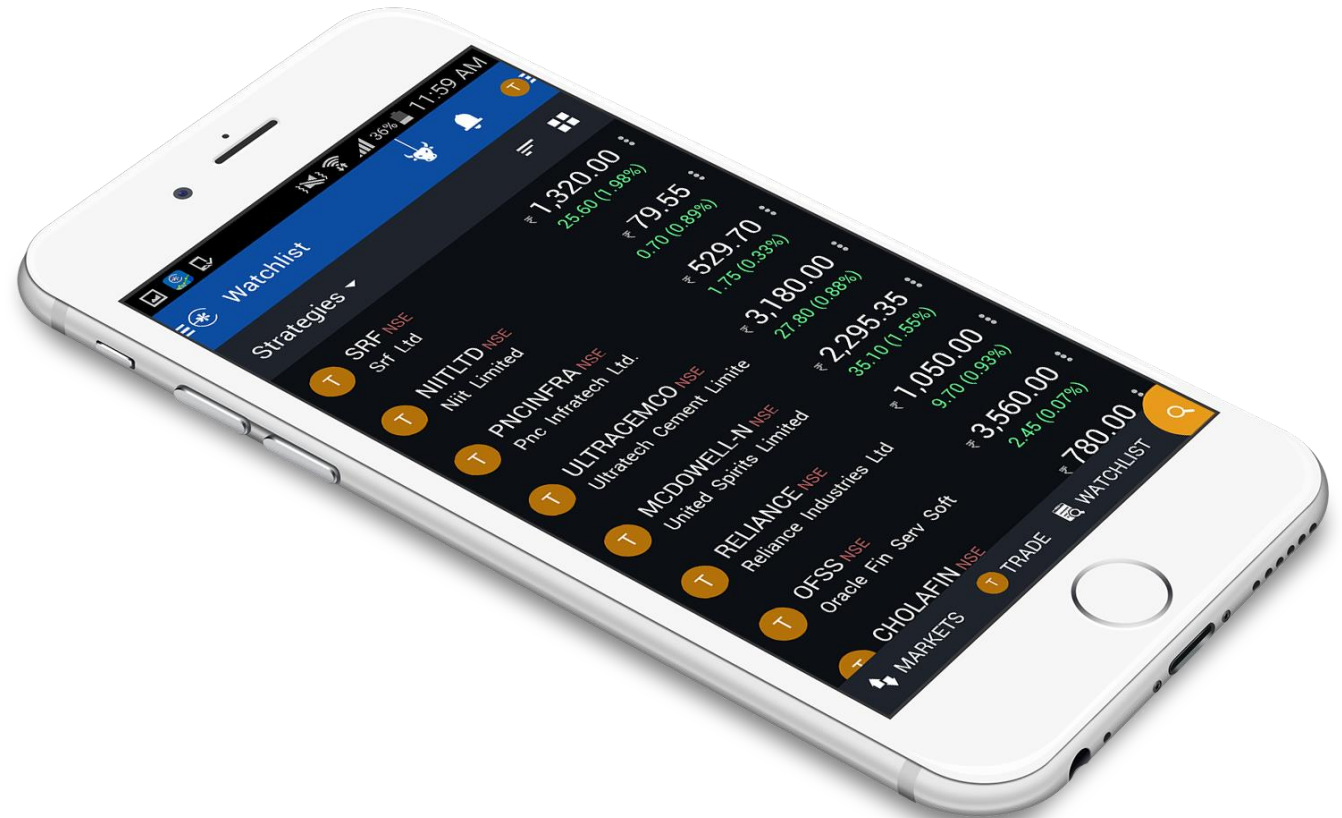 36% 11:59 AM
Watchlist T
Strategies
T SRF NSE ₹ 1,320.00
Srf Ltd 25.60 (1.98%)
T NIITLTD NSE ₹ 79.55
Niit Limited 0.70 (0.89%)
T PNCINFRA NSE ₹ 529.70
Pnc Infratech Ltd. 1.75 (0.33%)
T ULTRACEMCO NSE ₹ 3,180.00
Ultratech Cement Limite 27.80 (0.88%)
T MCDOWELL-N NSE ₹ 2,295.35
United Spirits Limited 35.10 (1.55%)
T RELIANCE NSE ₹ 1,050.00
Reliance Industries Ltd 9.70 (0.93%)
T OFSS NSE ₹ 3,560.00
Oracle Fin Serv Soft 2.45 (0.07%)
T CHOLAFIN NSE ₹ 780.00
MARKETS T TRADE WATCHLIST